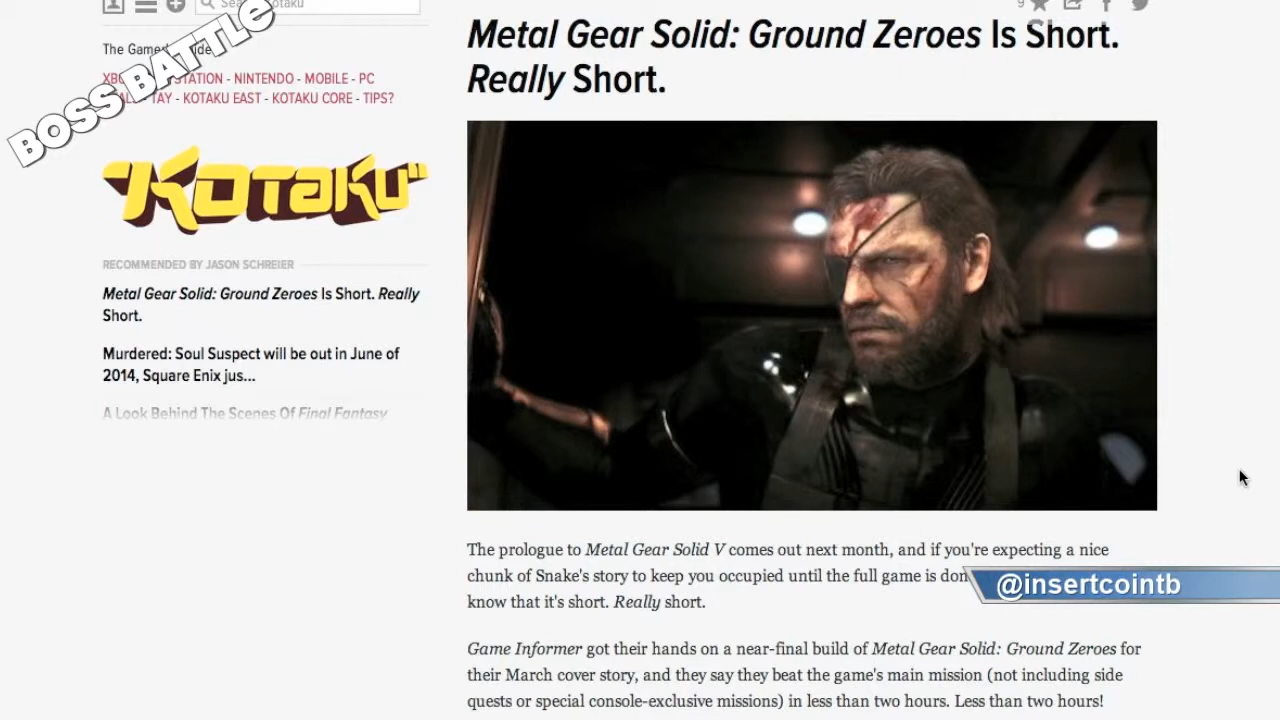 BOSS BATTLE
9
The Gamer's Guide
XBOX - PLAYSTATION - NINTENDO - MOBILE - PC
TAY - KOTAKU EAST - KOTAKU CORE - TIPS?
"KOTAKU"
RECOMMENDED BY JASON SCHREIER
Metal Gear Solid: Ground Zeroes Is Short. Really
Short.
Murdered: Soul Suspect will be out in June of
2014, Square Enix jus...
A Look Behind The Scenes Of Final Fantasy
Metal Gear Solid: Ground Zeroes Is Short.
Really Short.
The prologue to Metal Gear Solid V comes out next month, and if you're expecting a nice
chunk of Snake's story to keep you occupied until the full game is don
know that it's short. Really short.
@insertcointb
Game Informer got their hands on a near-final build of Metal Gear Solid: Ground Zeroes for
their March cover story, and they say they beat the game's main mission (not including side
quests or special console-exclusive missions) in less than two hours. Less than two hours!